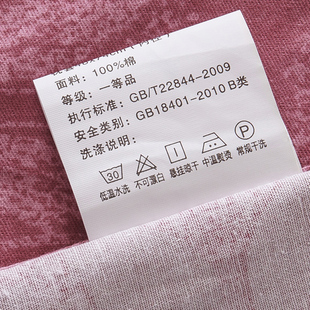 面料：100%棉
等级：一等品
执行标准：GB/T22844-2009
安全类别：GB18401-2010 B类
洗涤说明：
30 P
低温水洗 不可漂白 悬挂晾干 中温熨烫 常规干洗